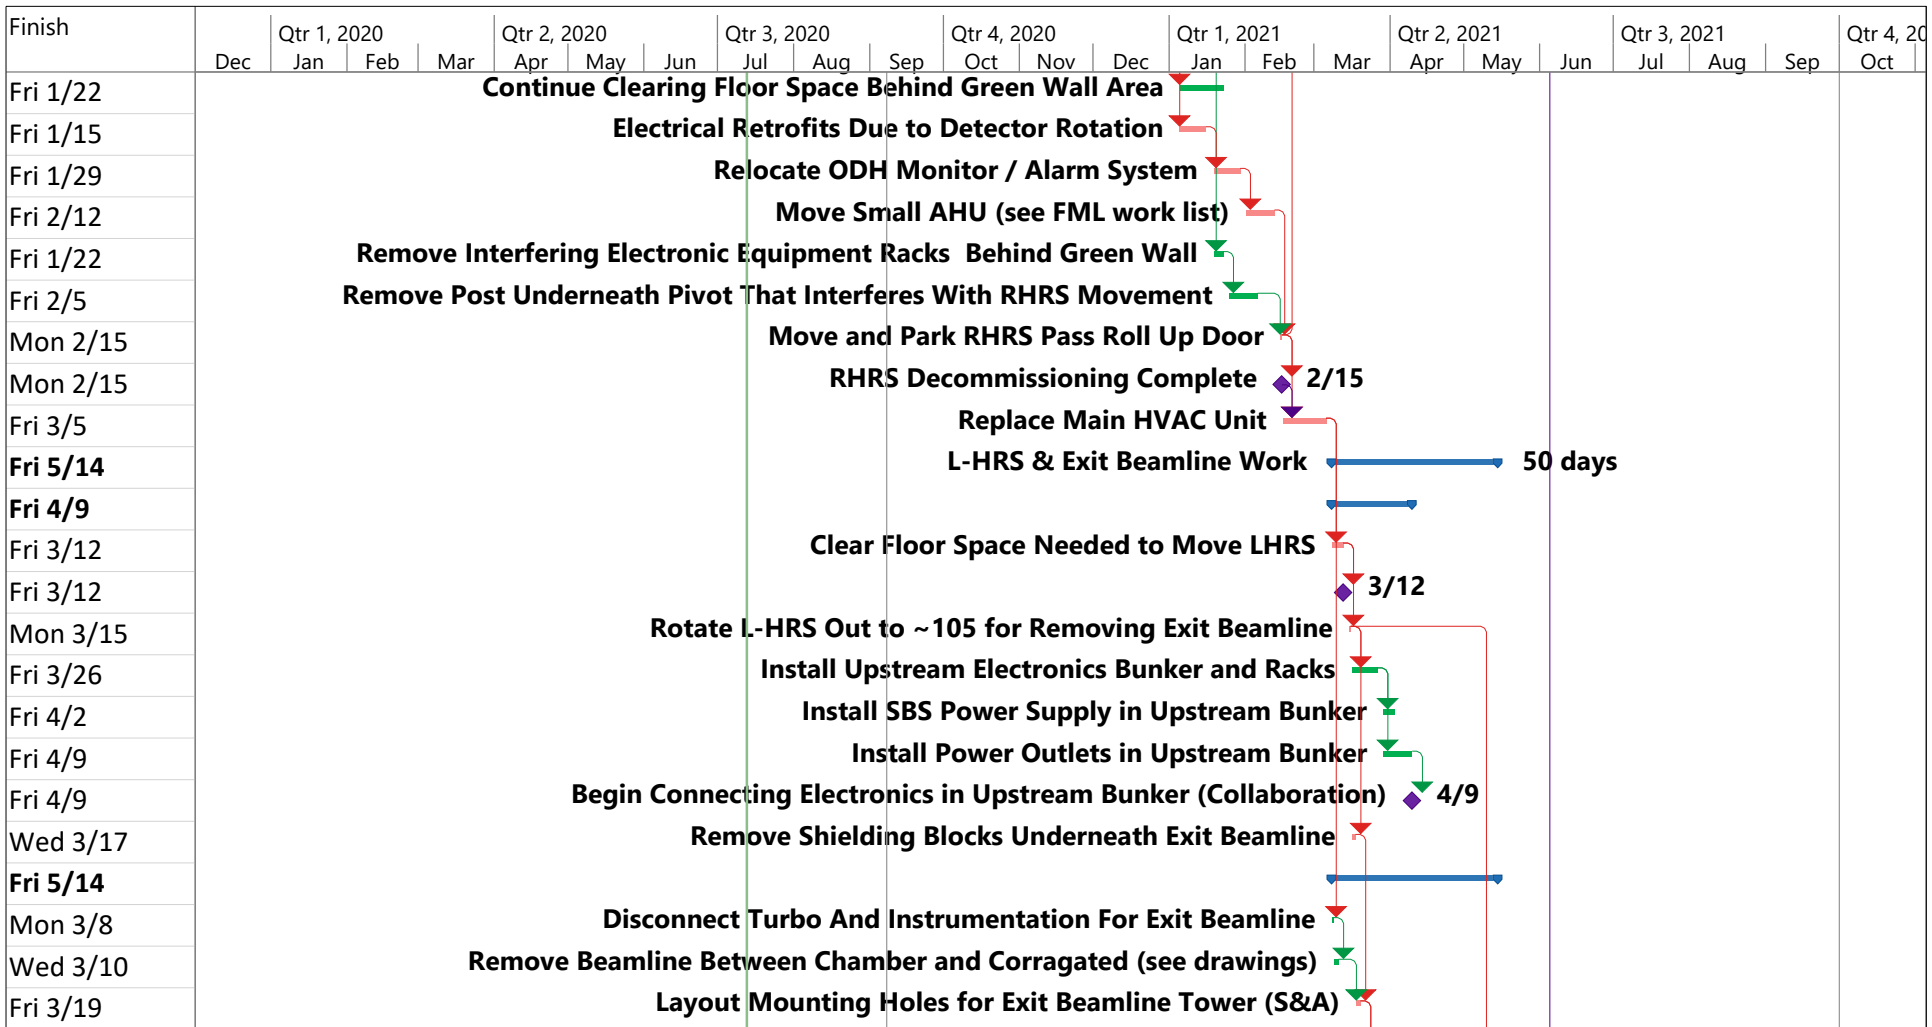 Finish
Qtr 1, 2020 Qtr 2, 2020 Qtr 3, 2020 Qtr 4, 2020 Qtr 1, 2021 Qtr 2, 2021 Qtr 3, 2021 Qtr 4, 20
Dec Jan Feb Mar Apr May Jun Jul Aug Sep Oct Nov Dec Jan Feb Mar Apr May Jun Jul Aug Sep Oct
Fri 1/22 Continue Clearing Floor Space Behind Green Wall Area
Fri 1/15 Electrical Retrofits Due to Detector Rotation
Fri 1/29 Relocate ODH Monitor / Alarm System
Fri 2/12 Move Small AHU (see FML work list)
Fri 1/22 Remove Interfering Electronic Equipment Racks  Behind Green Wall
Fri 2/5 Remove Post Underneath Pivot That Interferes With RHRS Movement
Mon 2/15 Move and Park RHRS Pass Roll Up Door
Mon 2/15 RHRS Decommissioning Complete 2/15
Fri 3/5 Replace Main HVAC Unit
Fri 5/14 L-HRS & Exit Beamline Work 50 days
Fri 4/9
Fri 3/12 Clear Floor Space Needed to Move LHRS
Fri 3/12 3/12
Mon 3/15 Rotate L-HRS Out to ~105 for Removing Exit Beamline
Fri 3/26 Install Upstream Electronics Bunker and Racks
Fri 4/2 Install SBS Power Supply in Upstream Bunker
Fri 4/9 Install Power Outlets in Upstream Bunker
Fri 4/9 Begin Connecting Electronics in Upstream Bunker (Collaboration) 4/9
Wed 3/17 Remove Shielding Blocks Underneath Exit Beamline
Fri 5/14
Mon 3/8 Disconnect Turbo And Instrumentation For Exit Beamline
Wed 3/10 Remove Beamline Between Chamber and Corragated (see drawings)
Fri 3/19 Layout Mounting Holes for Exit Beamline Tower (S&A)